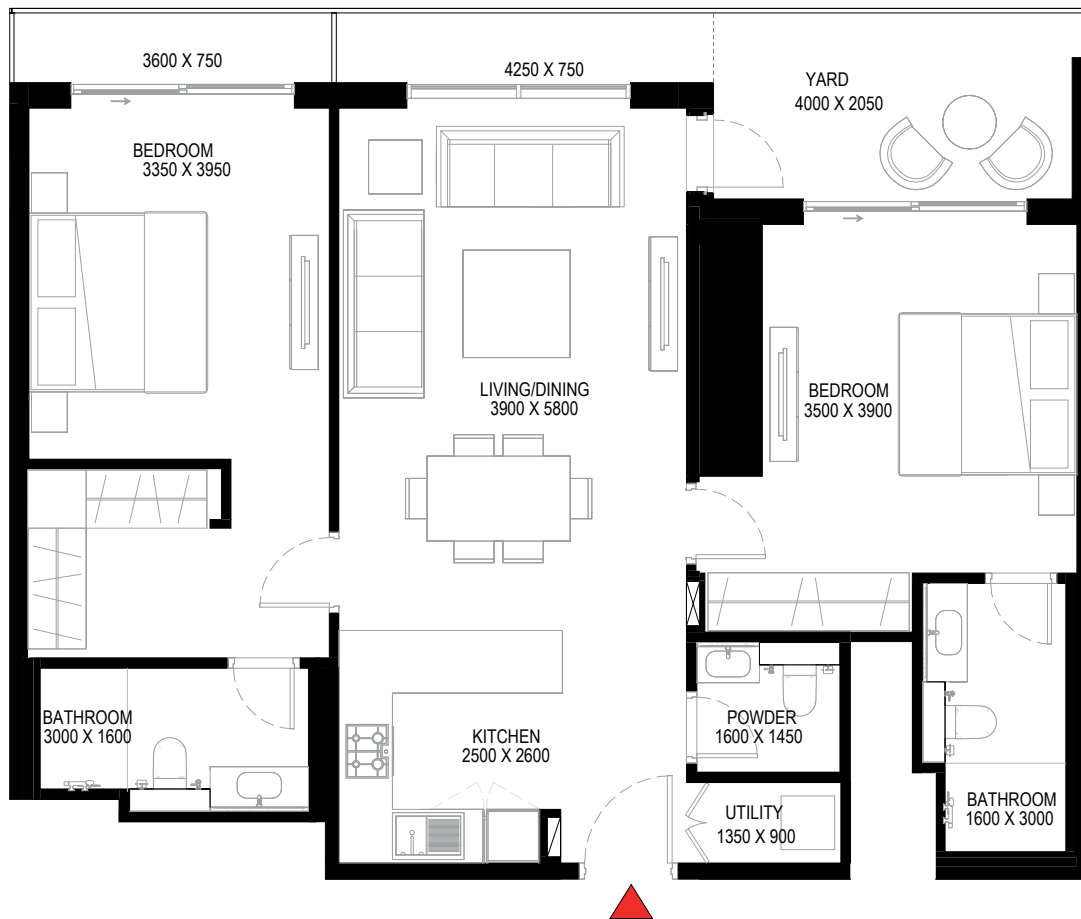 3600 X 750
4250 X 750
YARD
4000 X 2050
BEDROOM
3350 X 3950
LIVING/DINING
3900 X 5800
BEDROOM
3500 X 3900
BATHROOM
3000 X 1600
KITCHEN
2500 X 2600
POWDER
1600 X 1450
UTILITY
1350 X 900
BATHROOM
1600 X 3000